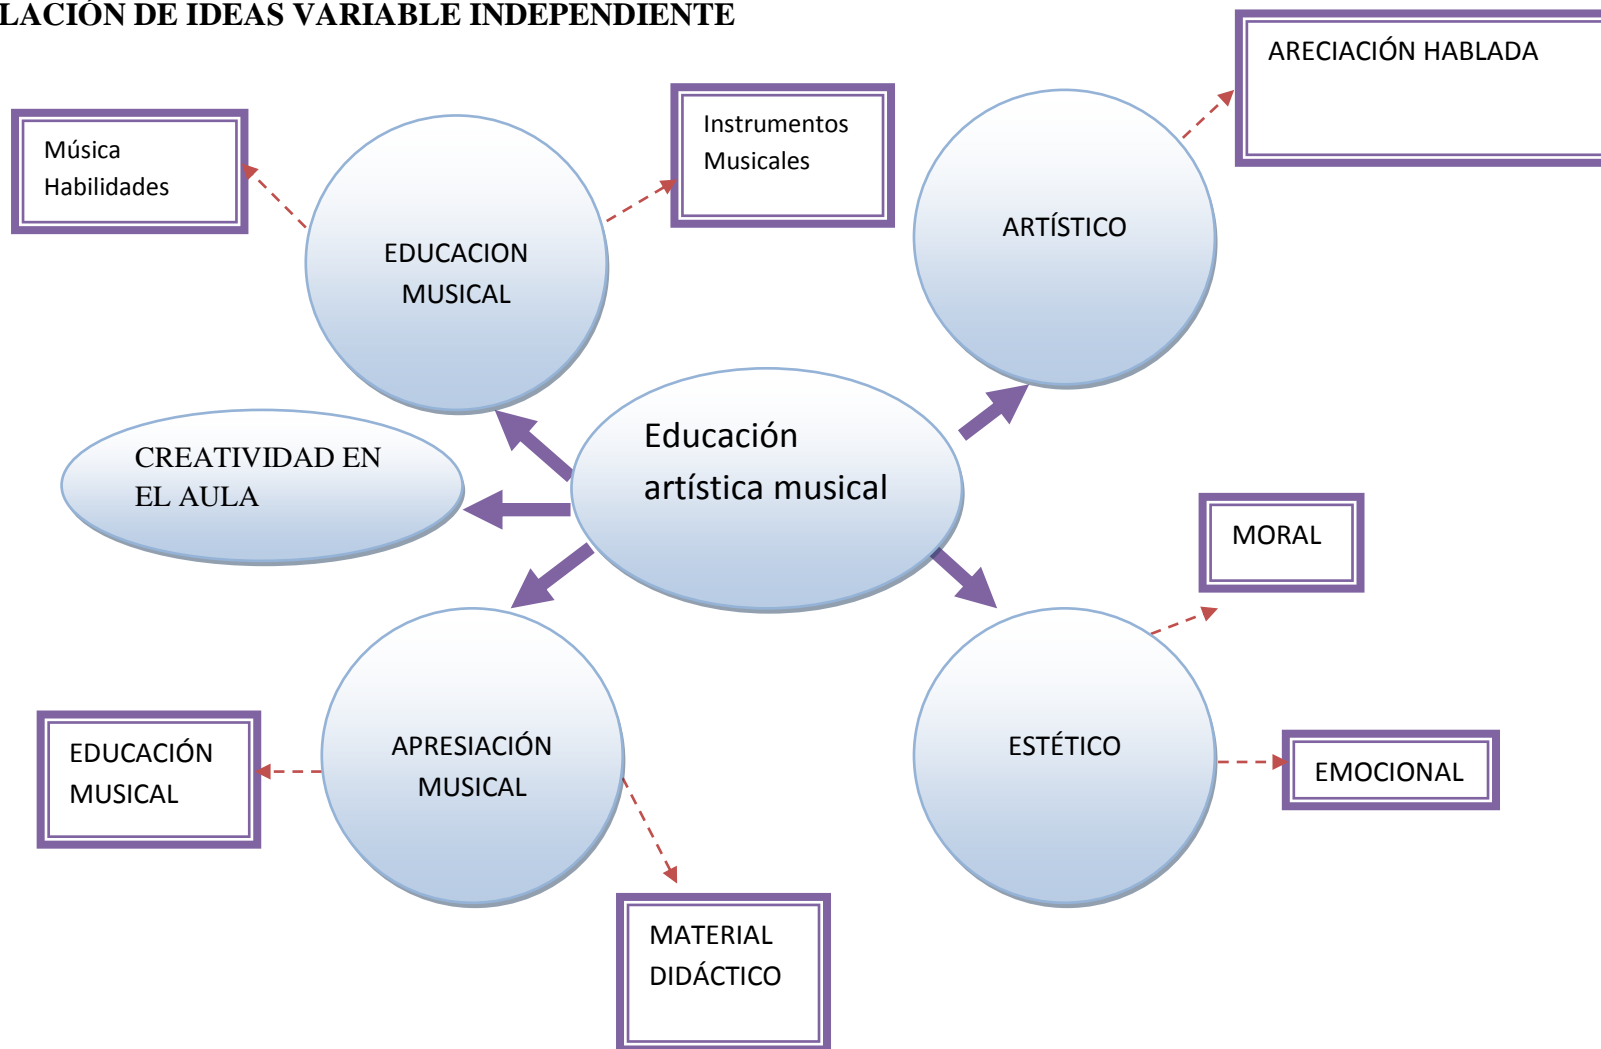 LACIÓN DE IDEAS VARIABLE INDEPENDIENTE
ARECIACIÓN HABLADA
Música
Habilidades
Instrumentos
Musicales
EDUCACION
MUSICAL
ARTÍSTICO
Educación
artística musical
CREATIVIDAD EN
EL AULA
MORAL
APRESIACIÓN
MUSICAL
ESTÉTICO
EDUCACIÓN
MUSICAL
EMOCIONAL
MATERIAL
DIDÁCTICO